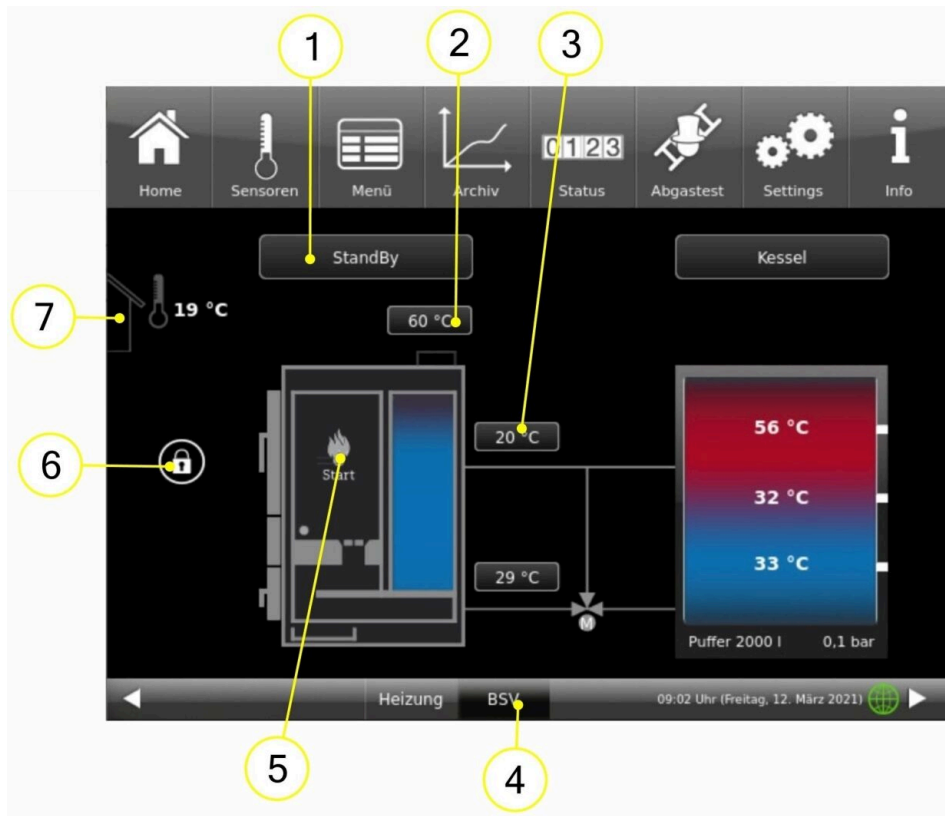 1 2 3
0123
Home Sensoren Menü Archiv Status Abgastest Settings Info
StandBy Kessel
7 19 °C
60 °C
56 °C
20 °C
6
Start
32 °C
33 °C
29 °C
M
Puffer 2000 l 0,1 bar
Heizung BSV 09:02 Uhr (Freitag, 12. März 2021)
5 4